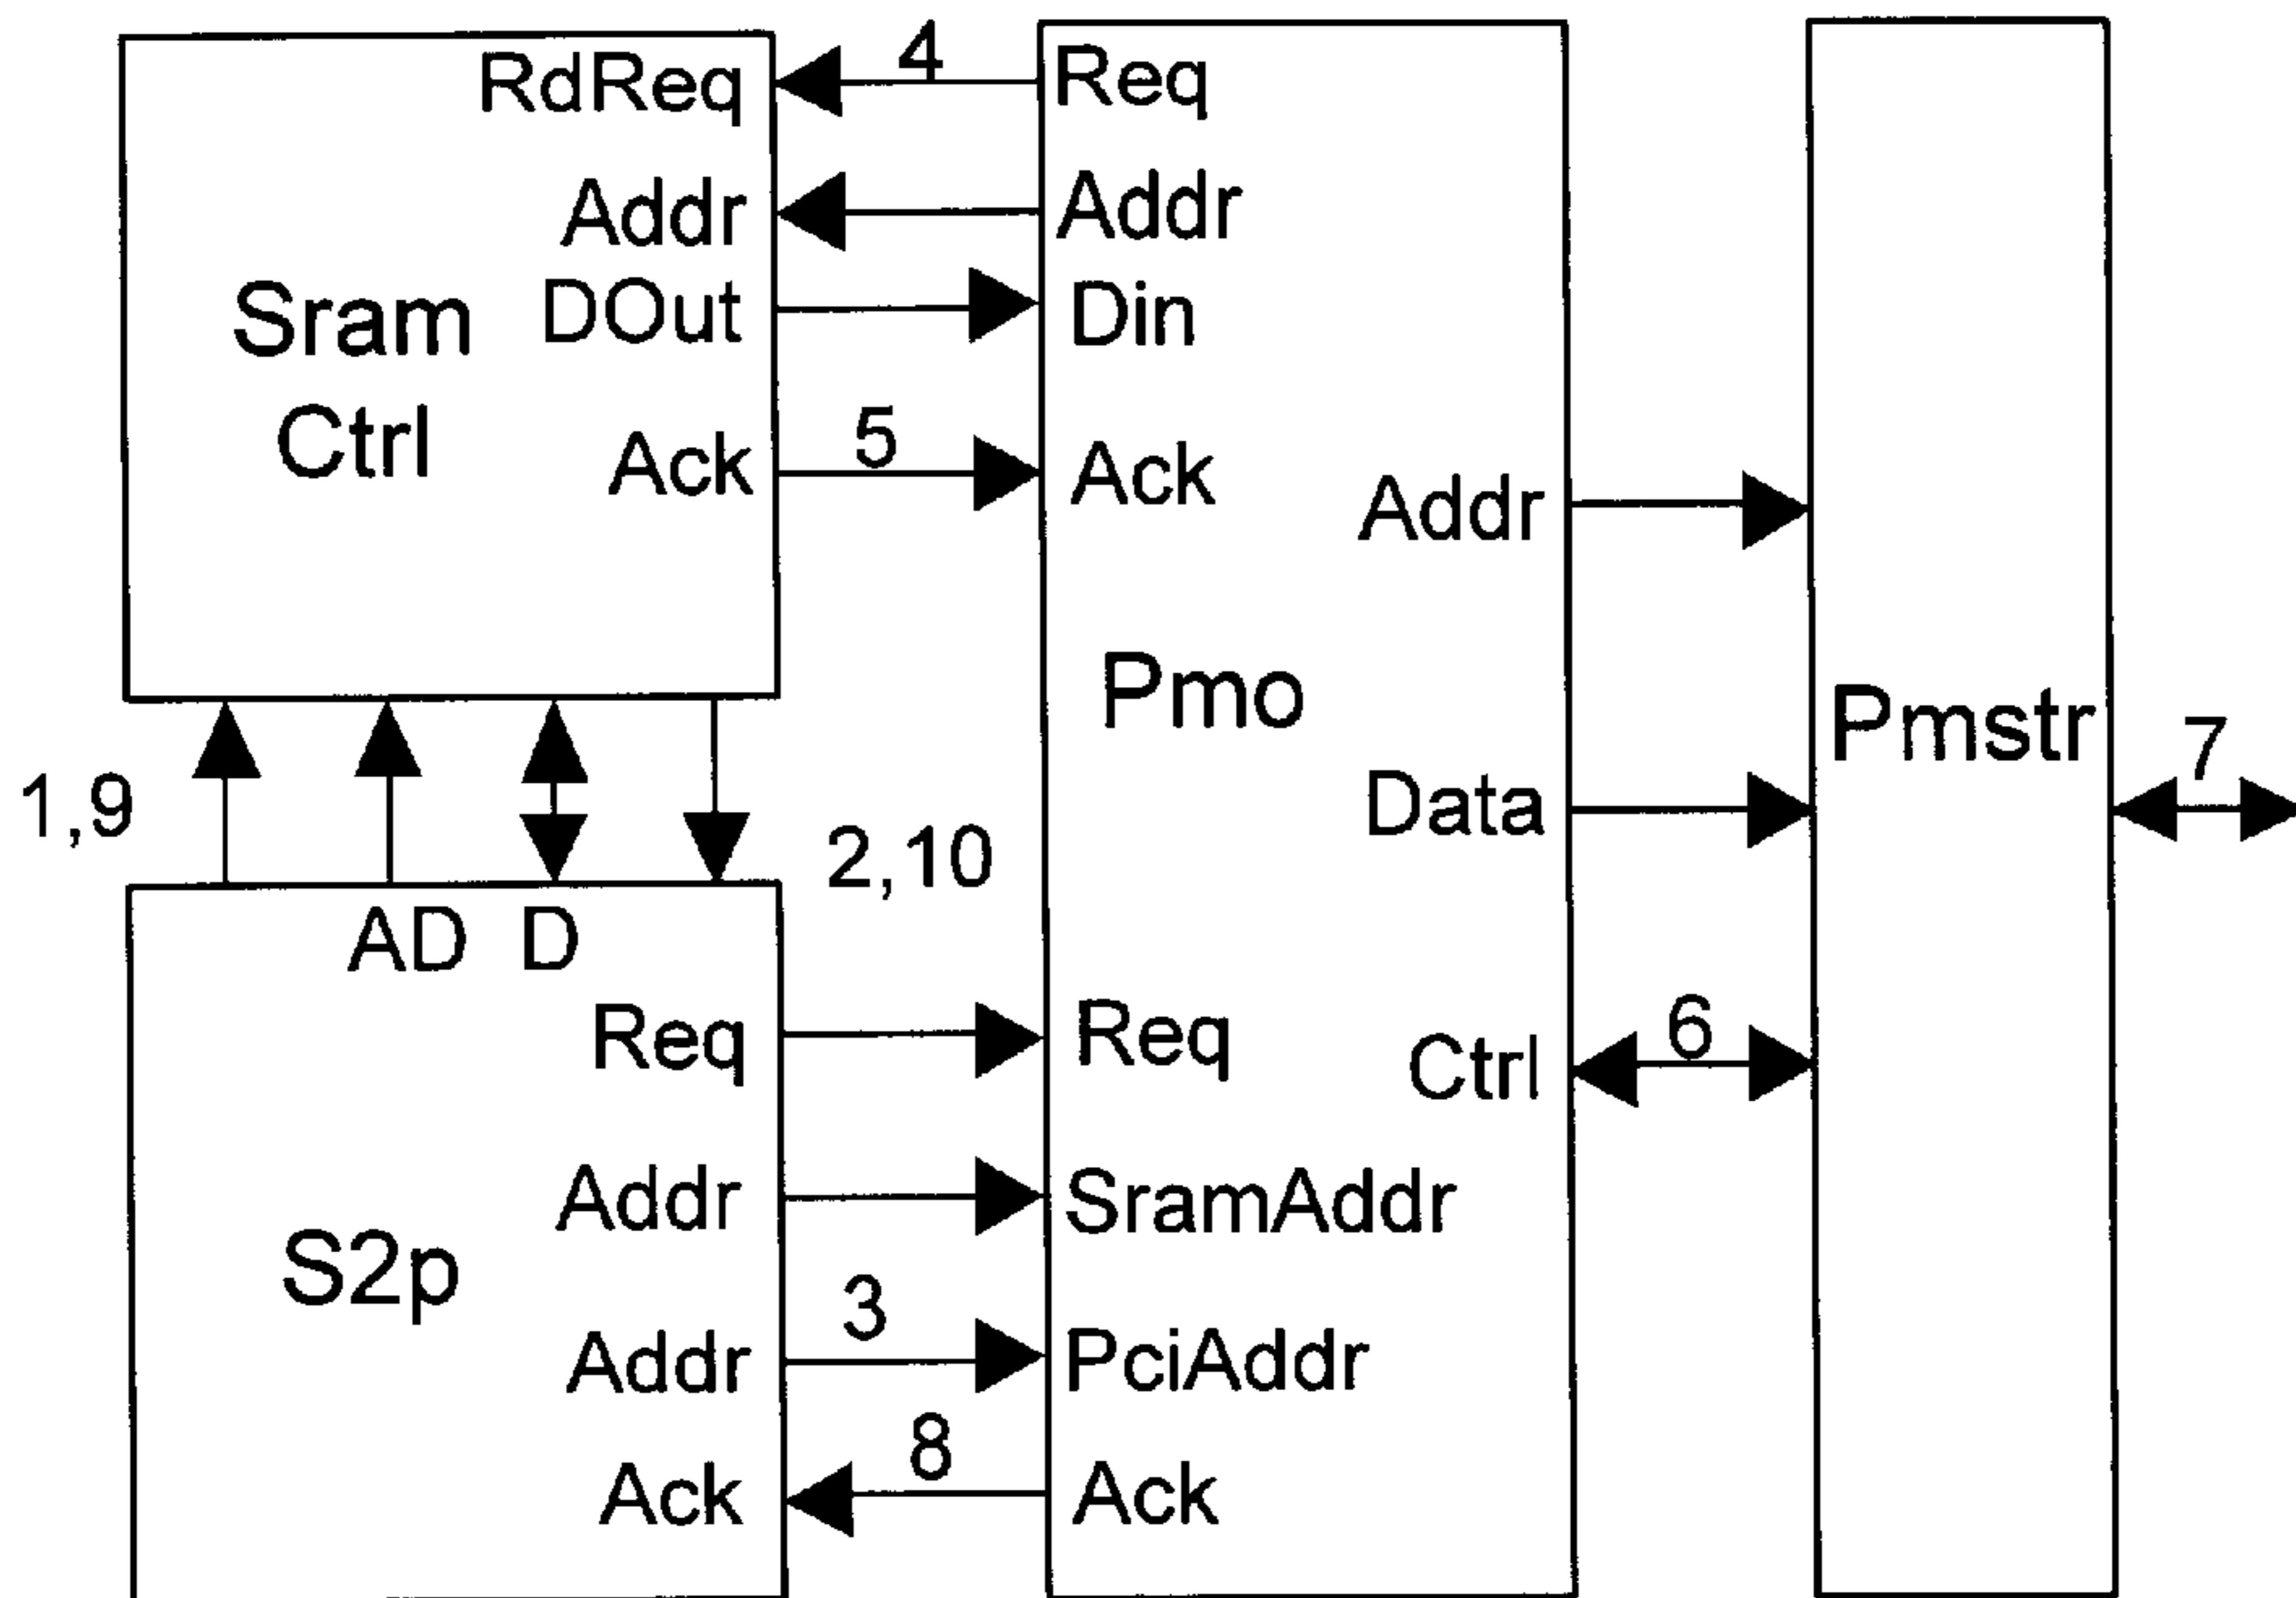 RdReq 4 Req
Addr Addr
DOut Din
Sram
Ctrl
Ack 5 Ack
Addr
Pmo
Pmstr
7
Data
1,9
2,10
AD D
Req Req
6
Ctrl
Addr SramAddr
S2p
3
Addr PciAddr
8
Ack Ack